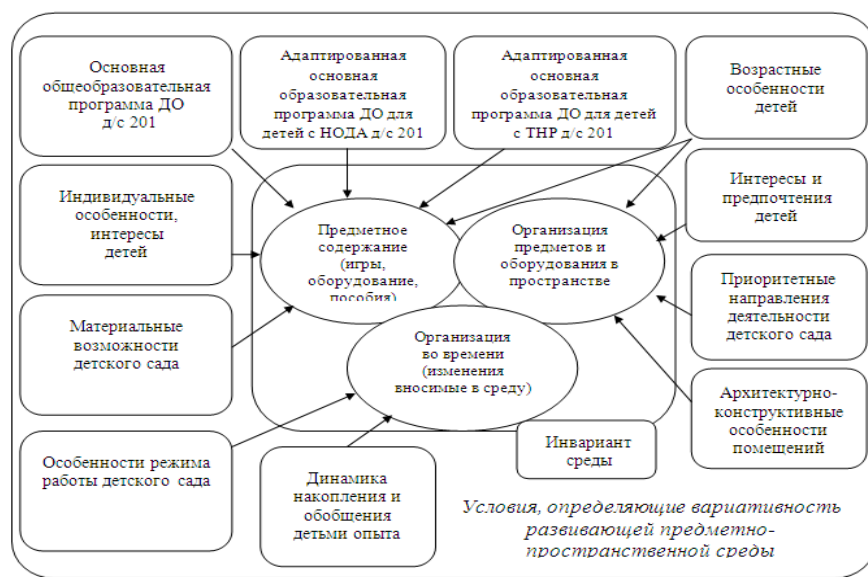 Основная
общеобразовательная
программа ДО
д/с 201
Адаптированная
основная
образовательная
программа ДО для
детей с НОДА д/с 201
Адаптированная
основная
образовательная
программа ДО для детей
с ТНР д/с 201
Возрастные
особенности
детей
Индивидуальные
особенности,
интересы
детей
Предметное
содержание
(игры,
оборудование,
пособия)
Организация
предметов и
оборудования в
пространстве
Интересы и
предпочтения
детей
Материальные
возможности
детского сада
Организация
во времени
(изменения
вносимые в среду)
Приоритетные
направления
деятельности
детского сада
Архитектурно-
конструктивные
особенности
помещений
Особенности режима
работы детского сада
Динамика
накопления и
обобщения
детьми опыта
Инвариант
среды
Условия, определяющие вариативность
развивающей предметно-
пространственной среды